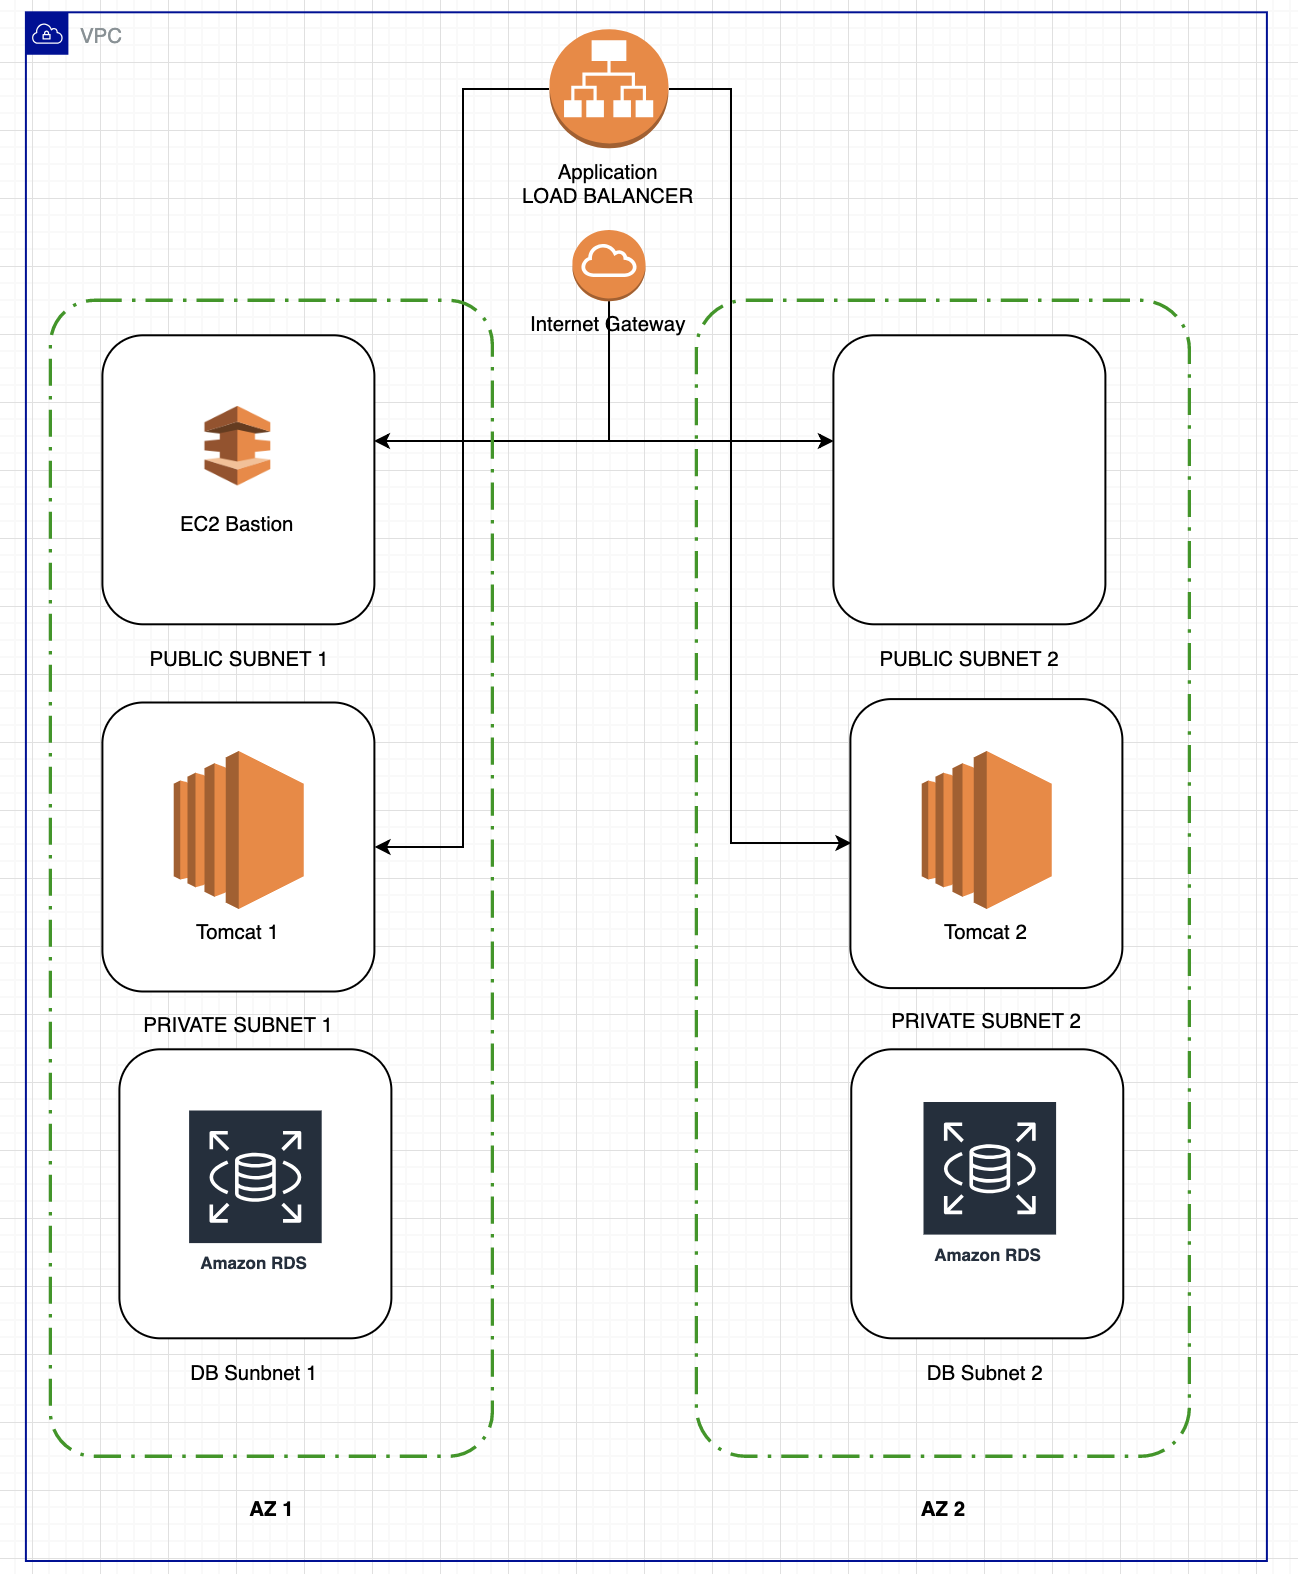 VPC
Application
LOAD BALANCER
Internet Gateway
EC2 Bastion
PUBLIC SUBNET 1
PUBLIC SUBNET 2
Tomcat 1
Tomcat 2
PRIVATE SUBNET 1
PRIVATE SUBNET 2
Amazon RDS
Amazon RDS
DB Sunbnet 1
DB Subnet 2
AZ 1
AZ 2